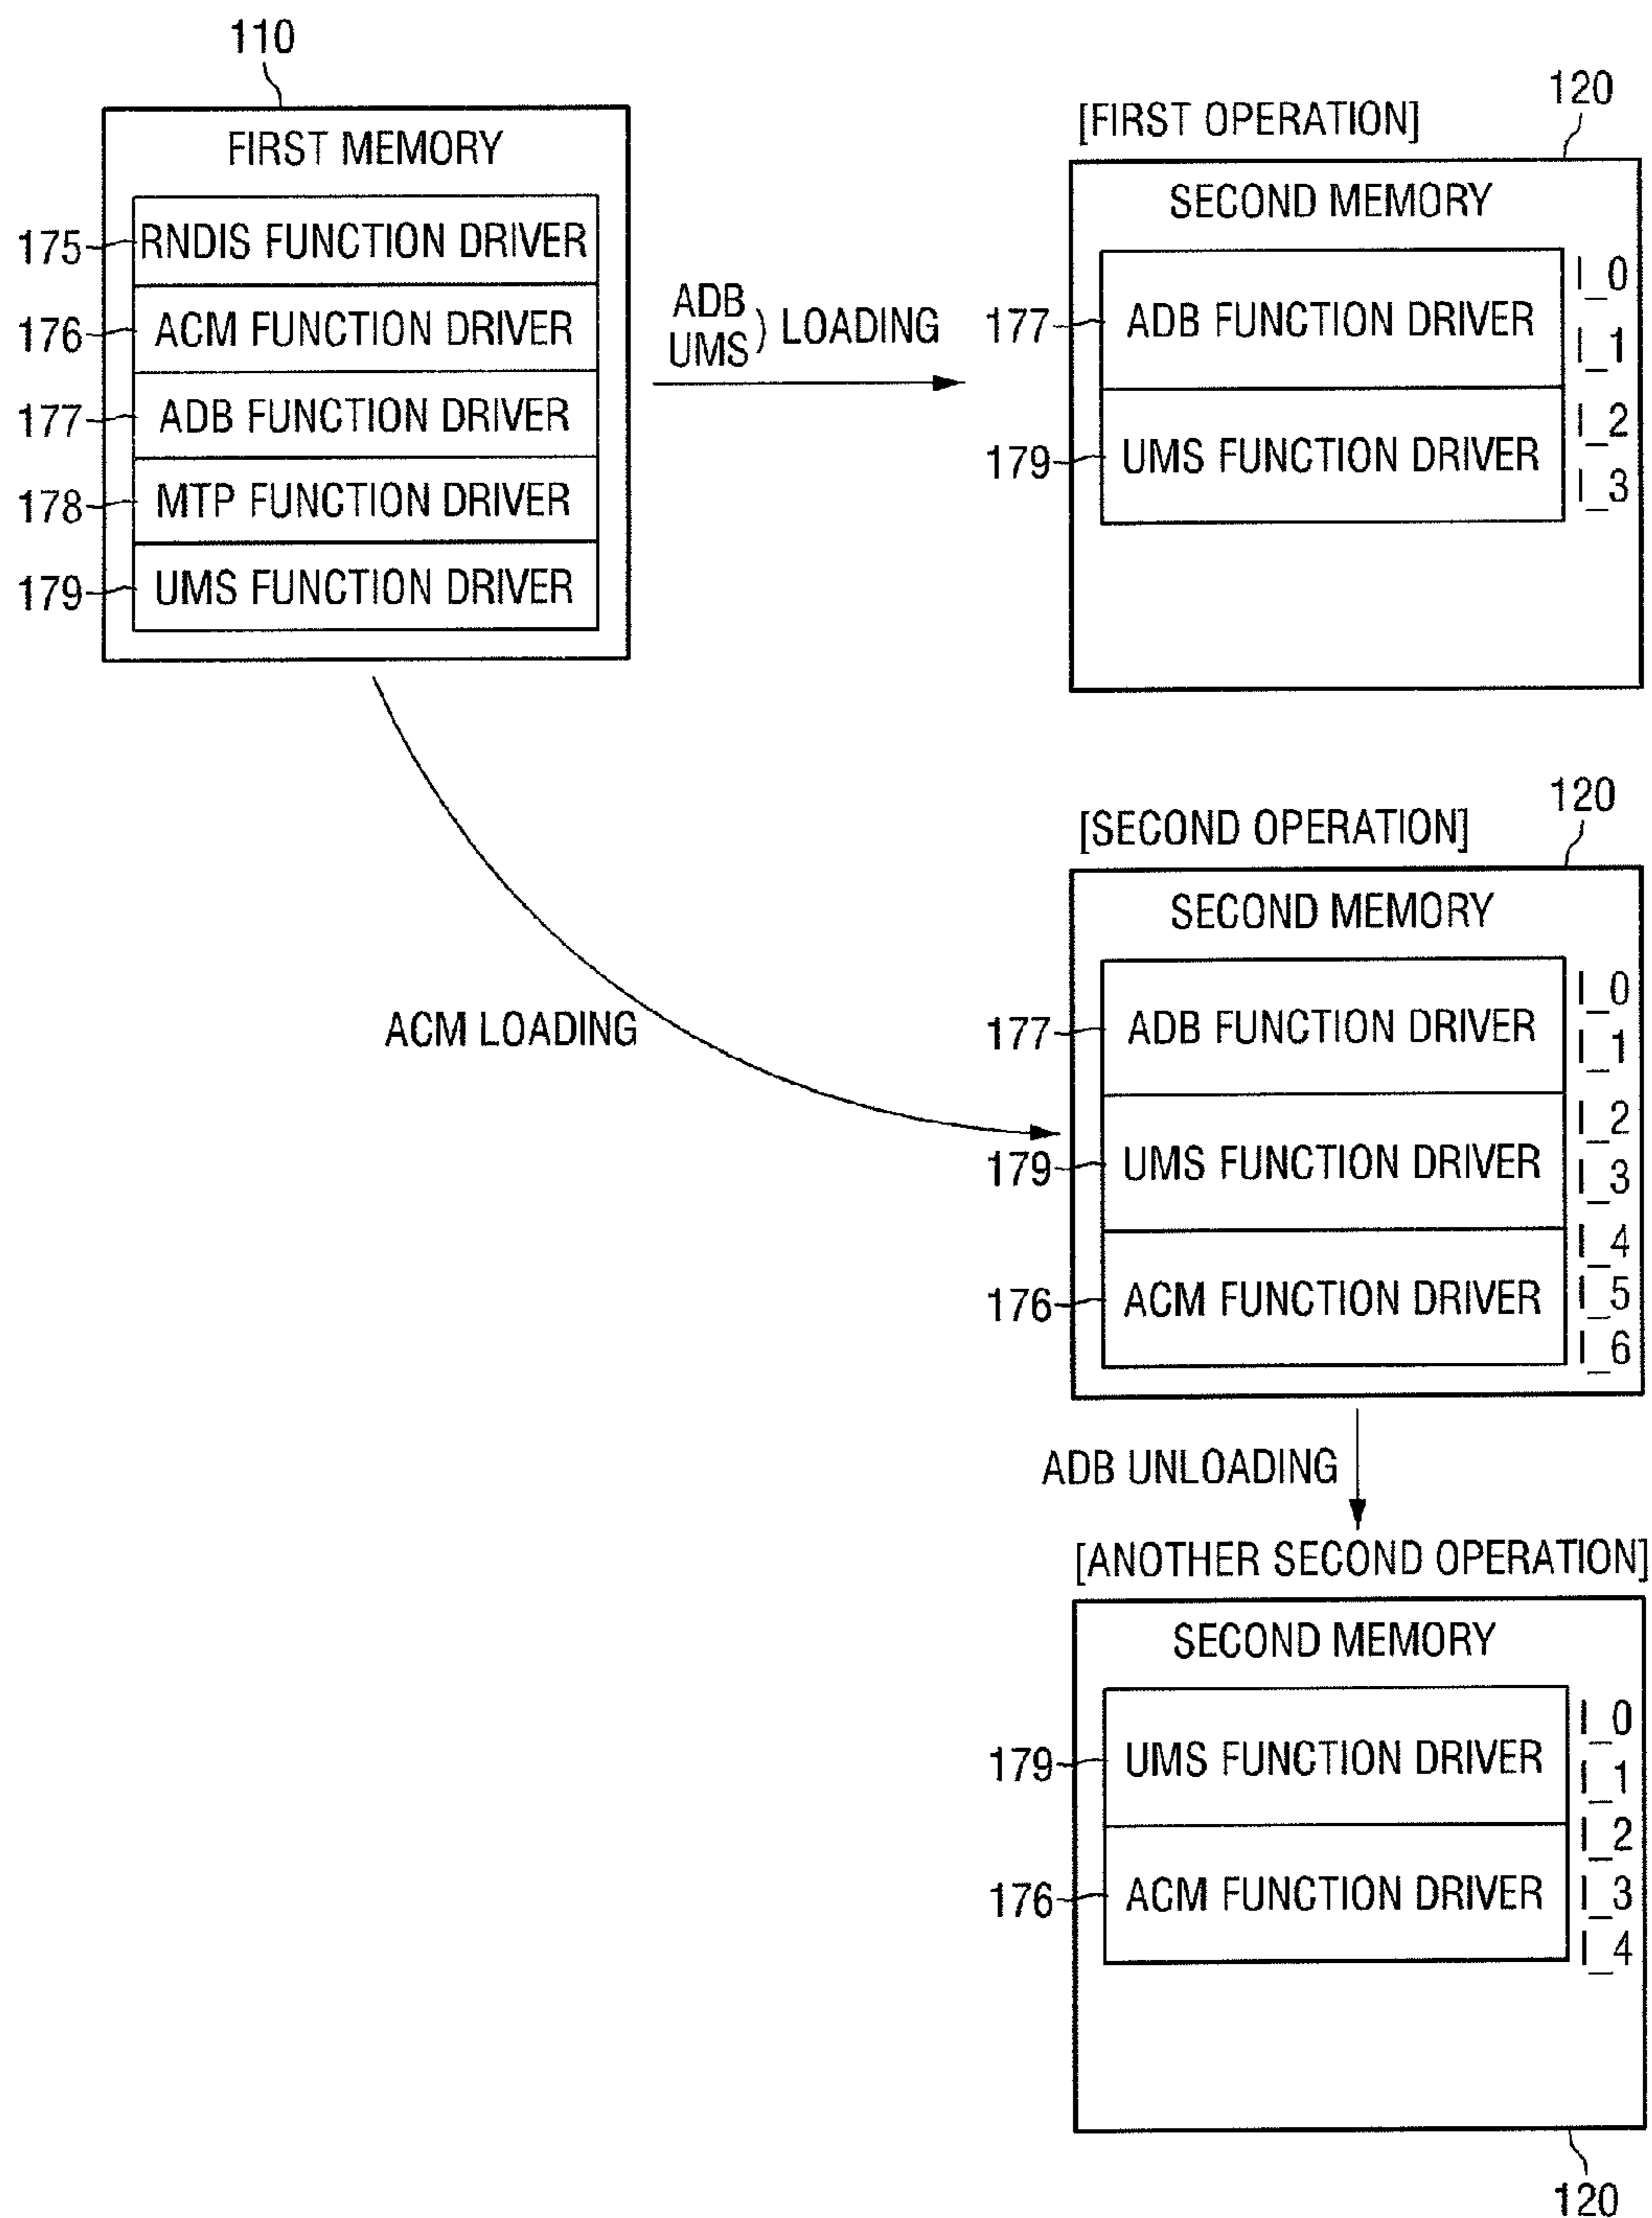 110
FIRST MEMORY
175
RNDIS FUNCTION DRIVER
176
ACM FUNCTION DRIVER
177
ADB FUNCTION DRIVER
178
MTP FUNCTION DRIVER
179
UMS FUNCTION DRIVER
ADB
UMS
) LOADING
[FIRST OPERATION]
120
SECOND MEMORY
177
ADB FUNCTION DRIVER
I_0
I_1
179
UMS FUNCTION DRIVER
I_2
I_3
ACM LOADING
[SECOND OPERATION]
120
SECOND MEMORY
177
ADB FUNCTION DRIVER
I_0
I_1
179
UMS FUNCTION DRIVER
I_2
I_3
176
ACM FUNCTION DRIVER
I_4
I_5
I_6
ADB UNLOADING
[ANOTHER SECOND OPERATION]
SECOND MEMORY
179
UMS FUNCTION DRIVER
I_0
I_1
176
ACM FUNCTION DRIVER
I_2
I_3
I_4
120